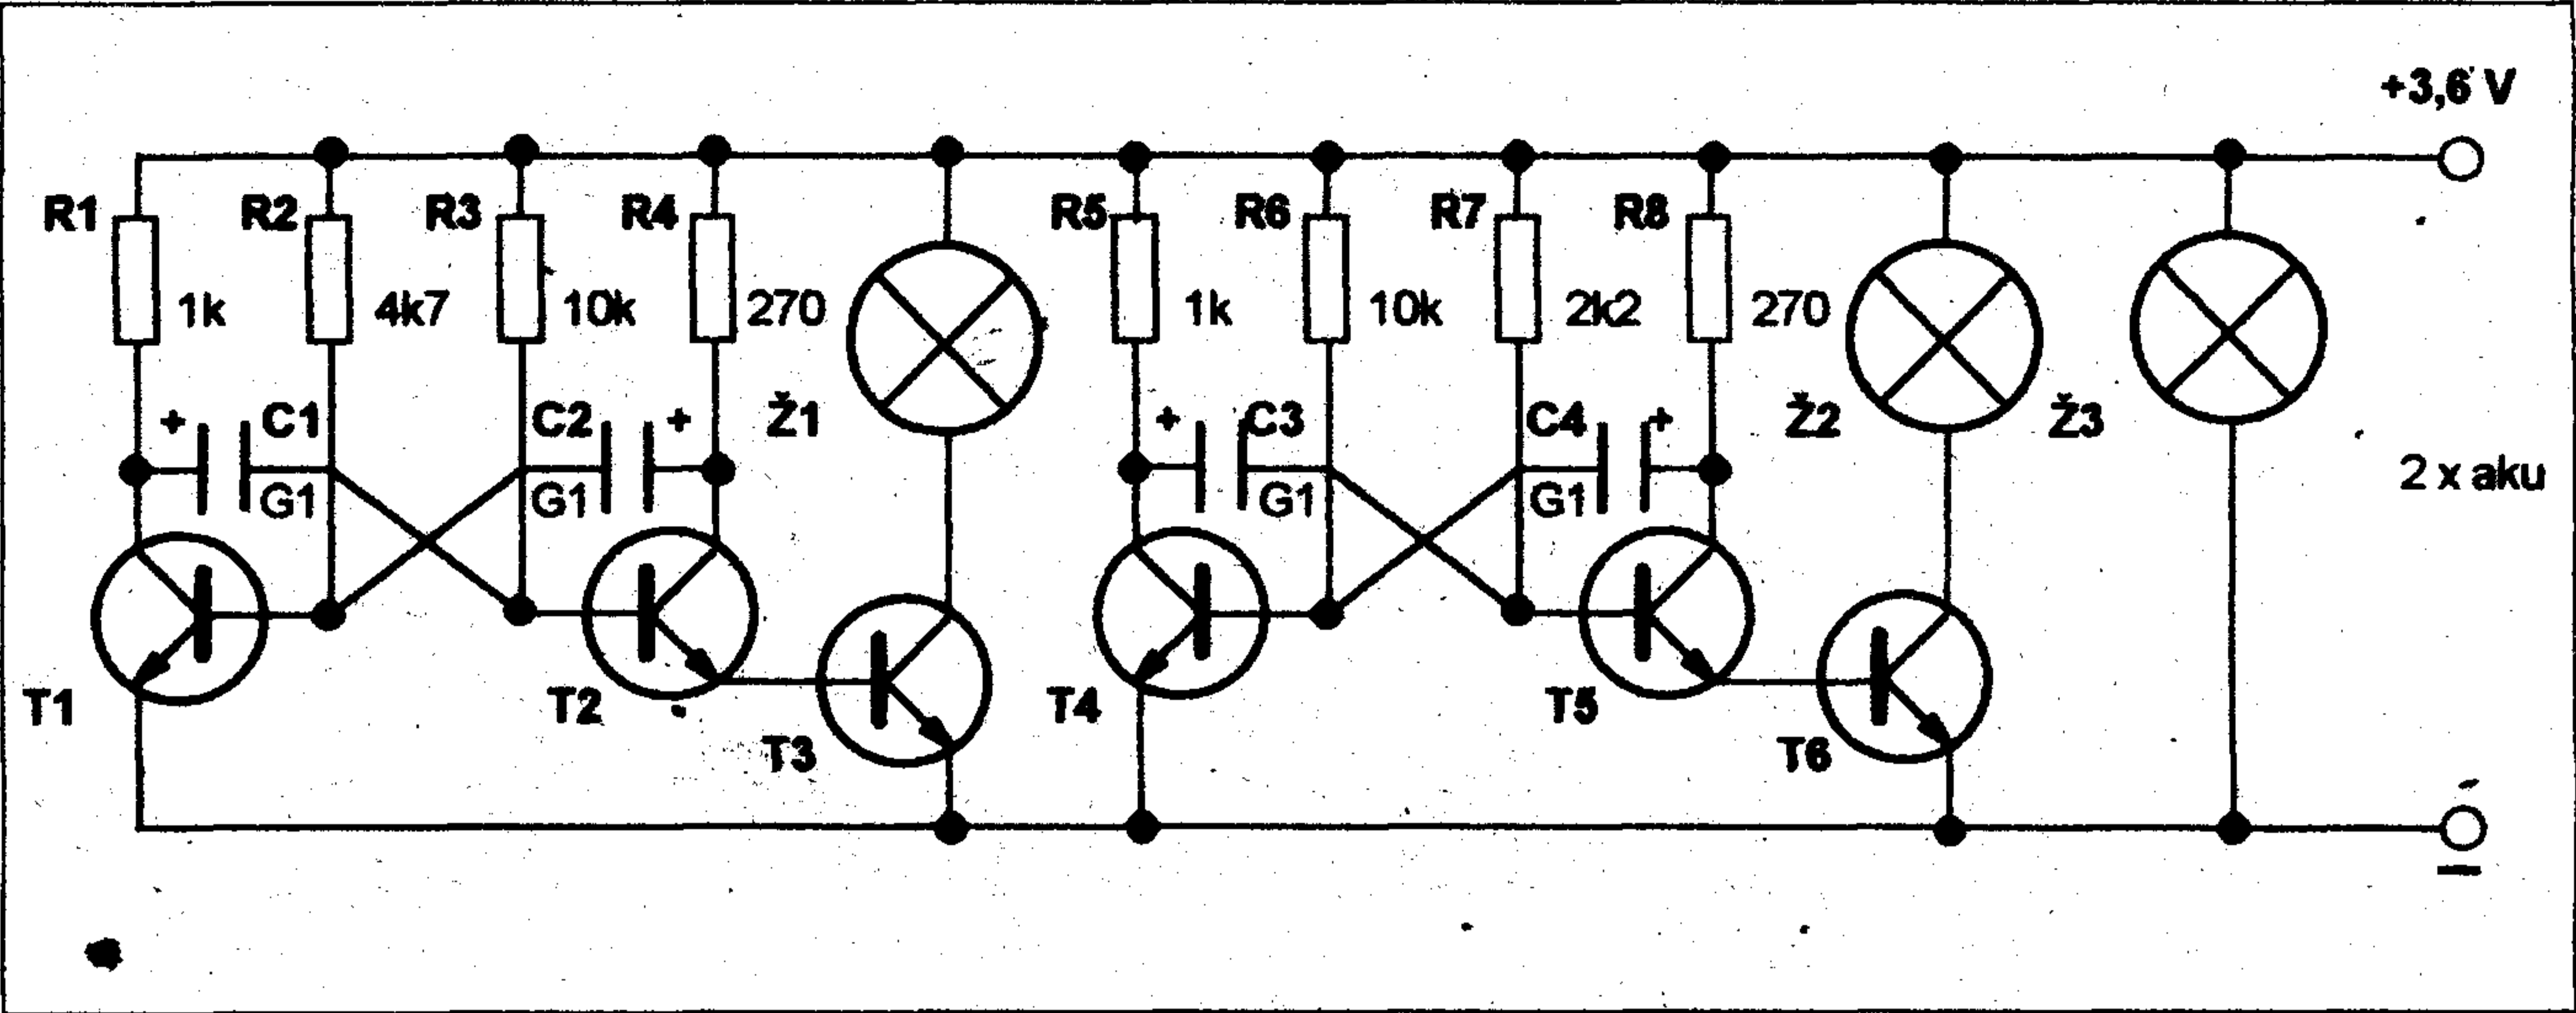 +3,6 V
R1
R2
R3
R4
R5
R6
R7
R8
1k
4k7
10k
270
1k
10k
2k2
270
+
C1
C2
+
Ž1
+
C3
C4
+
Ž2
Ž3
G1
G1
G1
G1
2 x aku
T1
T2
T3
T4
T5
T6
–